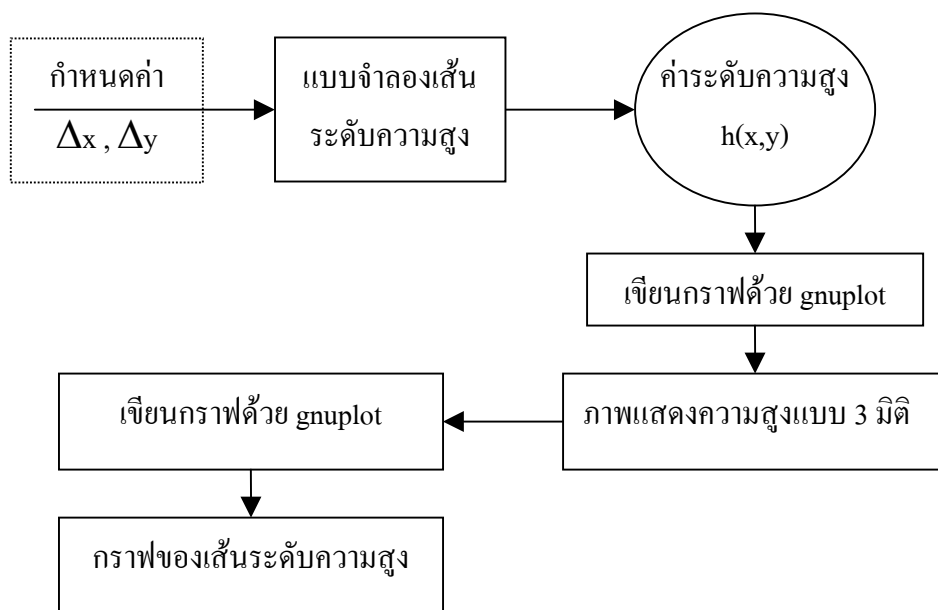 กำหนดค่า
Δx , Δy
แบบจำลองเส้น
ระดับความสูง
ค่าระดับความสูง
h(x,y)
เขียนกราฟด้วย gnuplot
ภาพแสดงความสูงแบบ 3 มิติ
เขียนกราฟด้วย gnuplot
กราฟของเส้นระดับความสูง